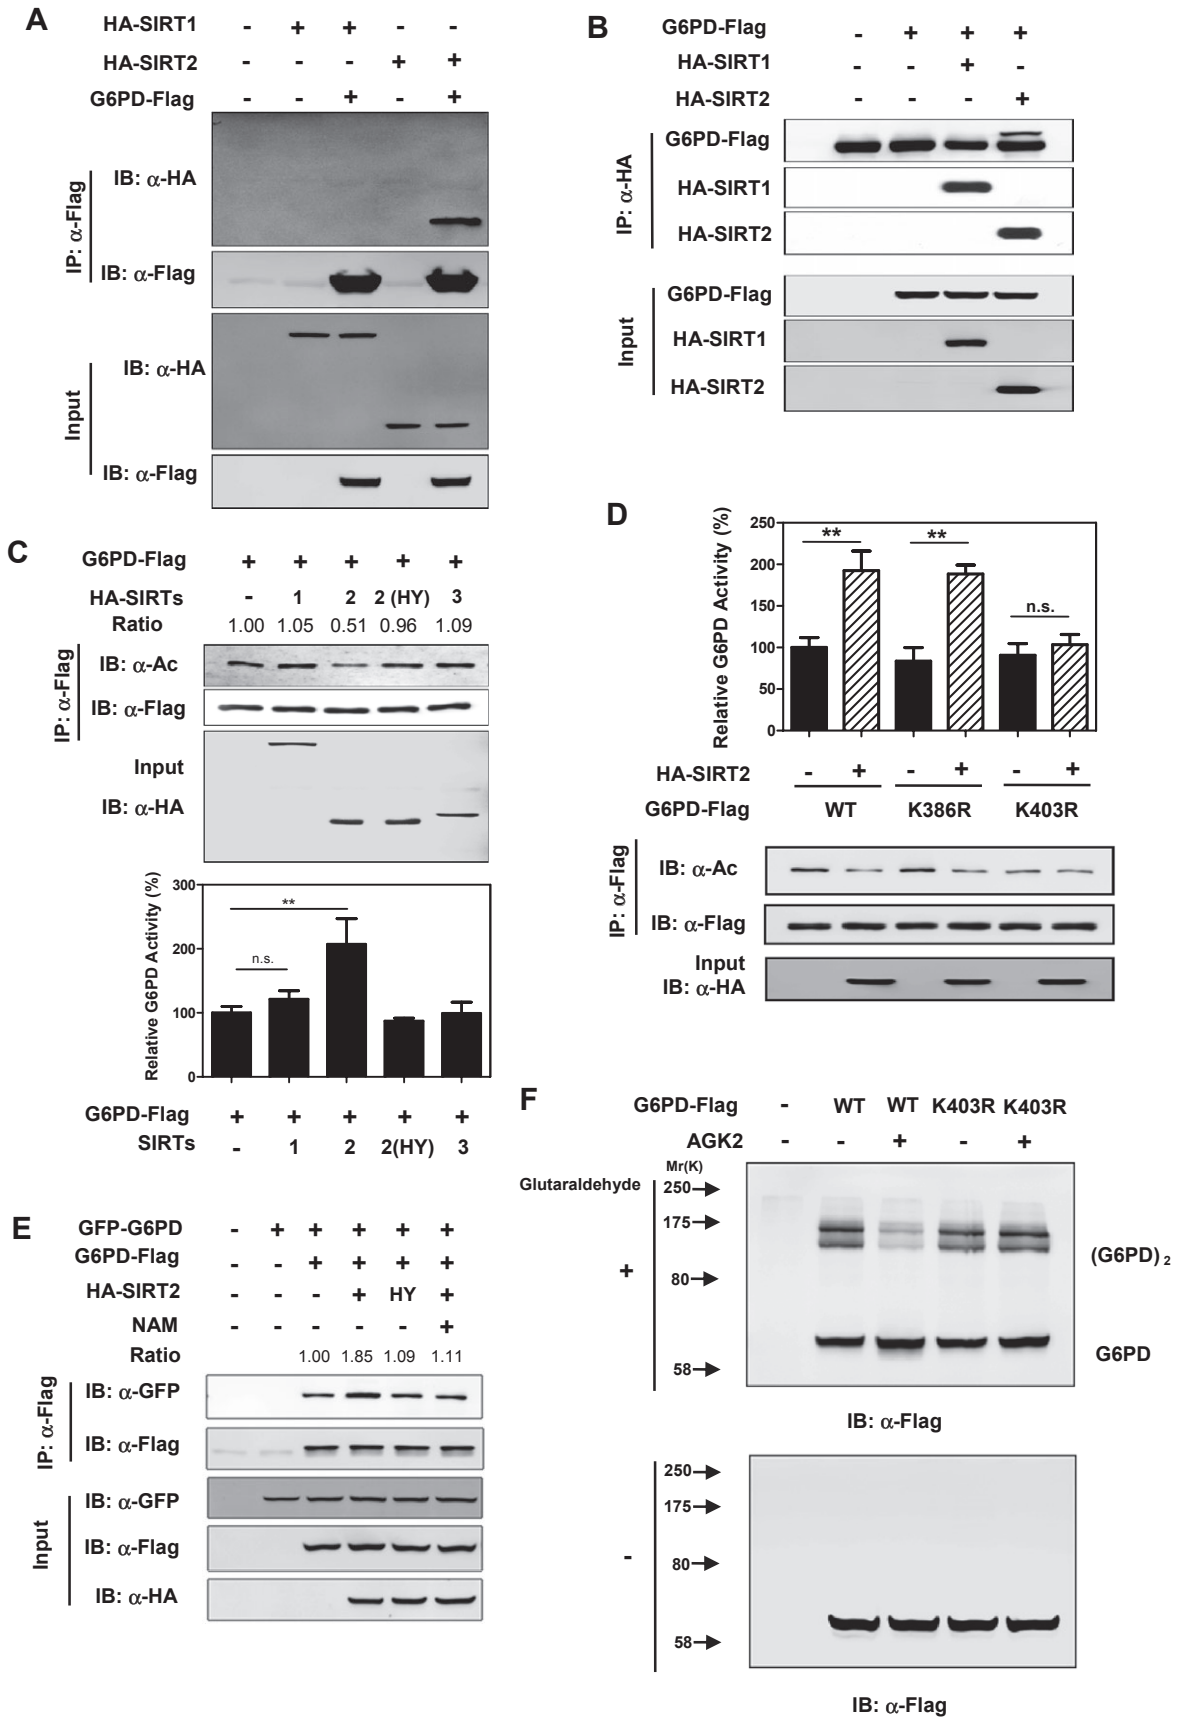 A
HA-SIRT1 - + + - -
HA-SIRT2 - - - + +
G6PD-Flag - - + - +
IP: α-Flag
IB: α-HA
IB: α-Flag
Input
IB: α-HA
IB: α-Flag
B
G6PD-Flag - + + +
HA-SIRT1 - - + -
HA-SIRT2 - - - +
IP: α-HA
G6PD-Flag
HA-SIRT1
HA-SIRT2
Input
G6PD-Flag
HA-SIRT1
HA-SIRT2
C
G6PD-Flag + + + + +
HA-SIRTs - 1 2 2 (HY) 3
Ratio 1.00 1.05 0.51 0.96 1.09
IP: α-Flag
IB: α-Ac
IB: α-Flag
Input
IB: α-HA
Relative G6PD Activity (%)
300
200
100
0
**
n.s.
G6PD-Flag + + + + +
SIRTs - 1 2 2(HY) 3
D
Relative G6PD Activity (%)
250
200
150
100
50
0
** ** n.s.
HA-SIRT2 - + - + - +
G6PD-Flag WT K386R K403R
IP: α-Flag
IB: α-Ac
IB: α-Flag
Input
IB: α-HA
E
GFP-G6PD - + + + + +
G6PD-Flag - - + + + +
HA-SIRT2 - - - + HY +
NAM - - - - - +
Ratio 1.00 1.85 1.09 1.11
IP: α-Flag
IB: α-GFP
IB: α-Flag
Input
IB: α-GFP
IB: α-Flag
IB: α-HA
F
G6PD-Flag - WT WT K403R K403R
AGK2 - - + - +
Mr(K)
Glutaraldehyde
+
250
175
80
58
(G6PD) 2
G6PD
IB: α-Flag
-
250
175
80
58
IB: α-Flag